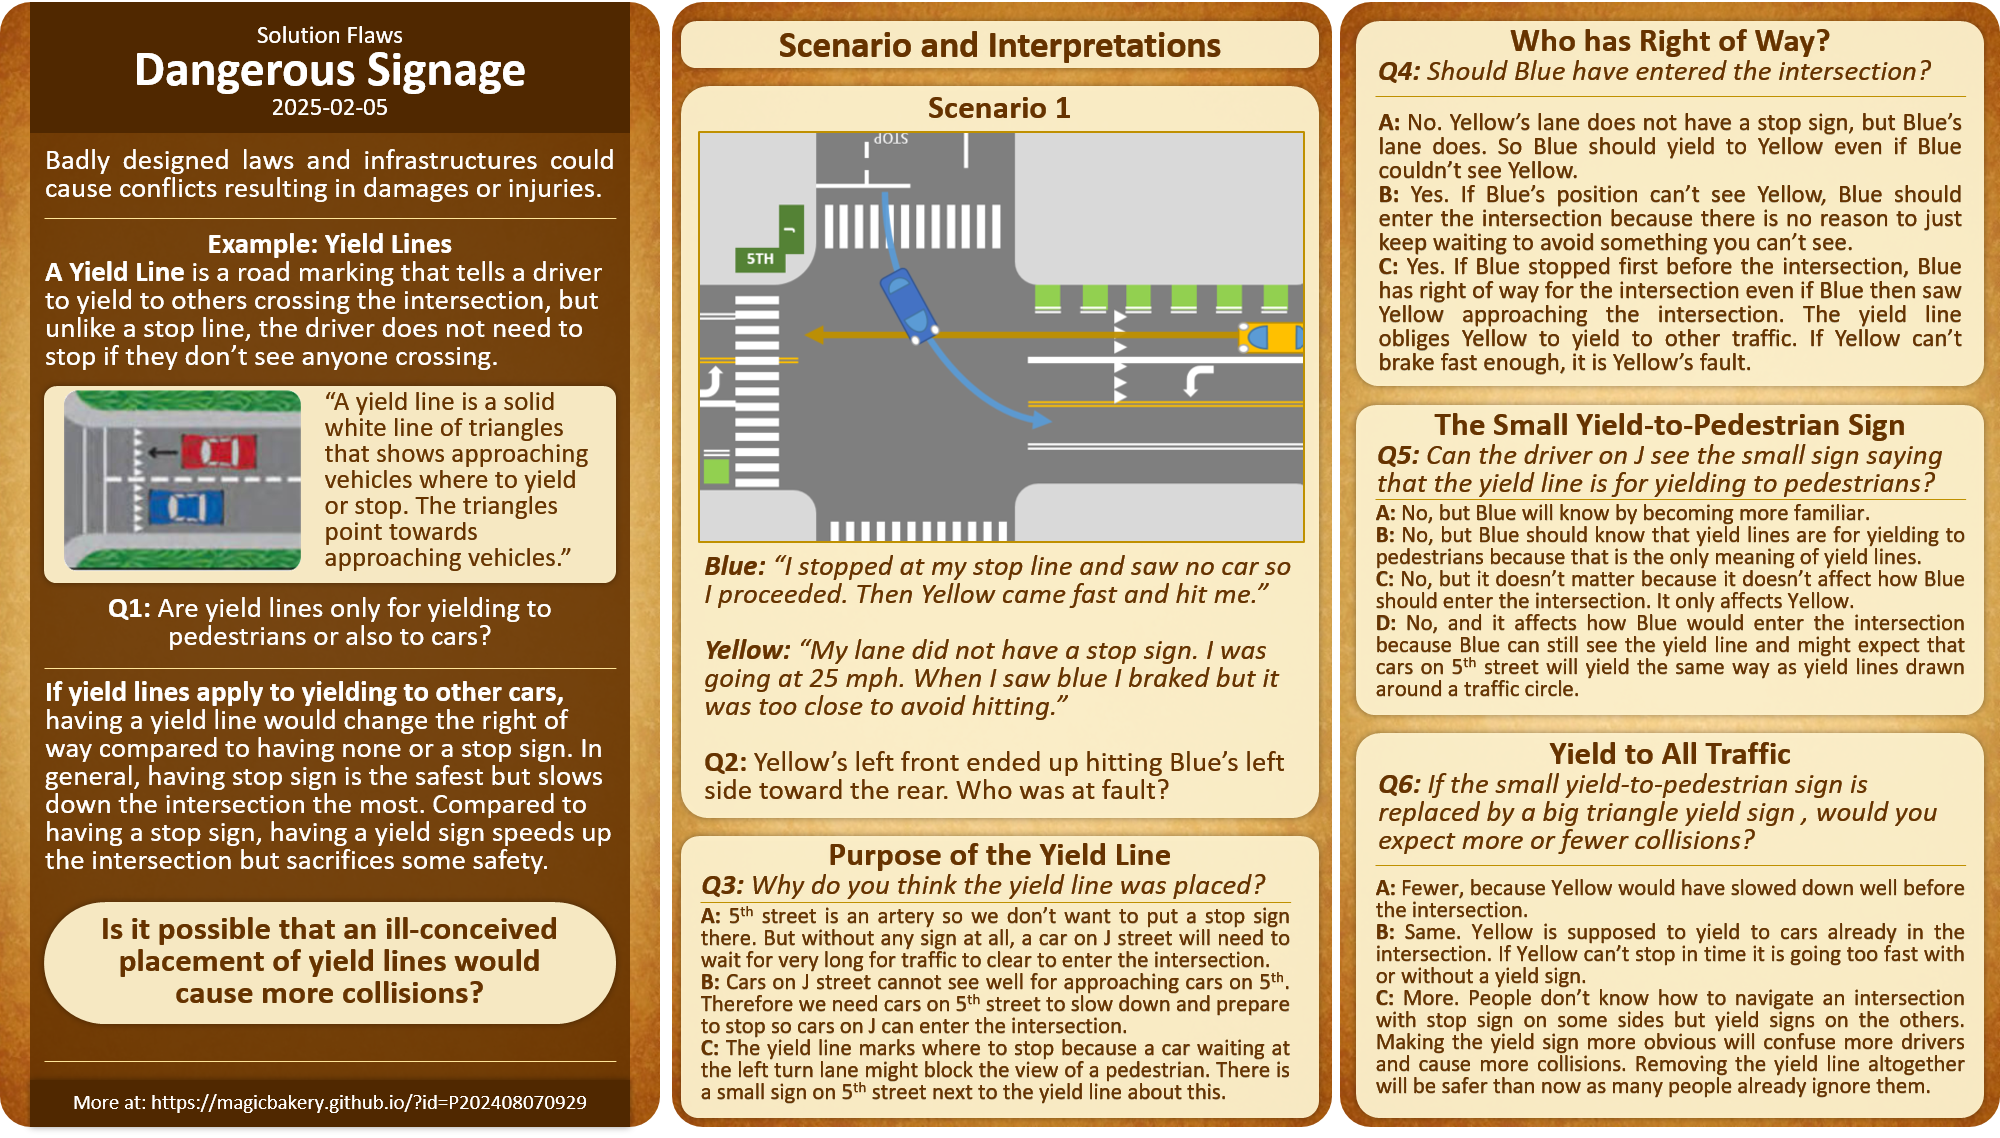 Solution Flaws
Dangerous Signage
2025-02-05
Badly designed laws and infrastructures could
cause conflicts resulting in damages or injuries.
Example: Yield Lines
A Yield Line is a road marking that tells a driver
to yield to others crossing the intersection, but
unlike a stop line, the driver does not need to
stop if they don’t see anyone crossing.
“A yield line is a solid
white line of triangles
that shows approaching
vehicles where to yield
or stop. The triangles
point towards
approaching vehicles.”
Q1: Are yield lines only for yielding to
pedestrians or also to cars?
If yield lines apply to yielding to other cars,
having a yield line would change the right of
way compared to having none or a stop sign. In
general, having stop sign is the safest but slows
down the intersection the most. Compared to
having a stop sign, having a yield sign speeds up
the intersection but sacrifices some safety.
Is it possible that an ill-conceived
placement of yield lines would
cause more collisions?
More at: https://magicbakery.github.io/?id=P202408070929
Scenario and Interpretations
Scenario 1
STOP
J
5TH
Blue: “I stopped at my stop line and saw no car so
I proceeded. Then Yellow came fast and hit me.”
Yellow: “My lane did not have a stop sign. I was
going at 25 mph. When I saw blue I braked but it
was too close to avoid hitting.”
Q2: Yellow’s left front ended up hitting Blue’s left
side toward the rear. Who was at fault?
Purpose of the Yield Line
Q3: Why do you think the yield line was placed?
A: 5th street is an artery so we don’t want to put a stop sign
there. But without any sign at all, a car on J street will need to
wait for very long for traffic to clear to enter the intersection.
B: Cars on J street cannot see well for approaching cars on 5th.
Therefore we need cars on 5th street to slow down and prepare
to stop so cars on J can enter the intersection.
C: The yield line marks where to stop because a car waiting at
the left turn lane might block the view of a pedestrian. There is
a small sign on 5th street next to the yield line about this.
Who has Right of Way?
Q4: Should Blue have entered the intersection?
A: No. Yellow’s lane does not have a stop sign, but Blue’s
lane does. So Blue should yield to Yellow even if Blue
couldn’t see Yellow.
B: Yes. If Blue’s position can’t see Yellow, Blue should
enter the intersection because there is no reason to just
keep waiting to avoid something you can’t see.
C: Yes. If Blue stopped first before the intersection, Blue
has right of way for the intersection even if Blue then saw
Yellow approaching the intersection. The yield line
obliges Yellow to yield to other traffic. If Yellow can’t
brake fast enough, it is Yellow’s fault.
The Small Yield-to-Pedestrian Sign
Q5: Can the driver on J see the small sign saying
that the yield line is for yielding to pedestrians?
A: No, but Blue will know by becoming more familiar.
B: No, but Blue should know that yield lines are for yielding to
pedestrians because that is the only meaning of yield lines.
C: No, but it doesn’t matter because it doesn’t affect how Blue
should enter the intersection. It only affects Yellow.
D: No, and it affects how Blue would enter the intersection
because Blue can still see the yield line and might expect that
cars on 5th street will yield the same way as yield lines drawn
around a traffic circle.
Yield to All Traffic
Q6: If the small yield-to-pedestrian sign is
replaced by a big triangle yield sign , would you
expect more or fewer collisions?
A: Fewer, because Yellow would have slowed down well before
the intersection.
B: Same. Yellow is supposed to yield to cars already in the
intersection. If Yellow can’t stop in time it is going too fast with
or without a yield sign.
C: More. People don’t know how to navigate an intersection
with stop sign on some sides but yield signs on the others.
Making the yield sign more obvious will confuse more drivers
and cause more collisions. Removing the yield line altogether
will be safer than now as many people already ignore them.